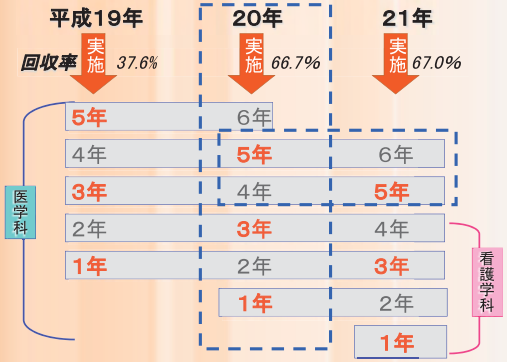 平成19年 20年 21年
実施 実施 実施
回収率 37.6% 66.7% 67.0%
5年 6年
4年 5年 6年
3年 4年 5年
2年 3年 4年
1年 2年 3年
1年 2年
1年
医学科
看護学科